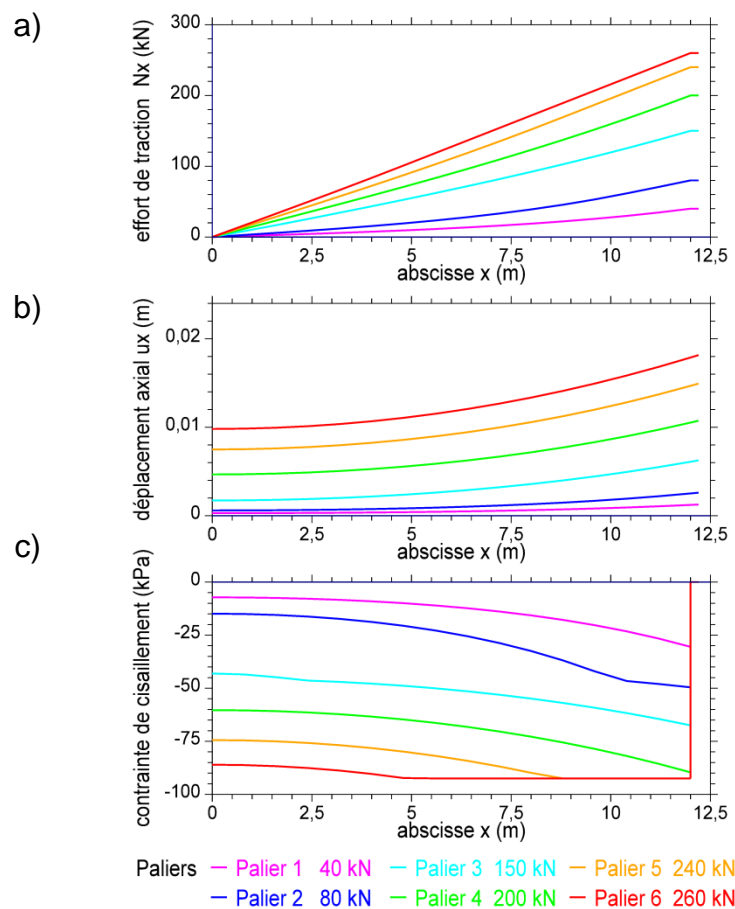 a)
effort de traction Nx (kN)
300
200
100
0
0 2,5 5 7,5 10 12,5
abscisse x (m)
b)
déplacement axial ux (m)
0,02
0,01
0
0 2,5 5 7,5 10 12,5
abscisse x (m)
c)
contrainte de cisaillement (kPa)
0
-25
-50
-75
-100
0 2,5 5 7,5 10 12,5
abscisse x (m)
Paliers Palier 1 40 kN Palier 3 150 kN Palier 5 240 kN
Palier 2 80 kN Palier 4 200 kN Palier 6 260 kN